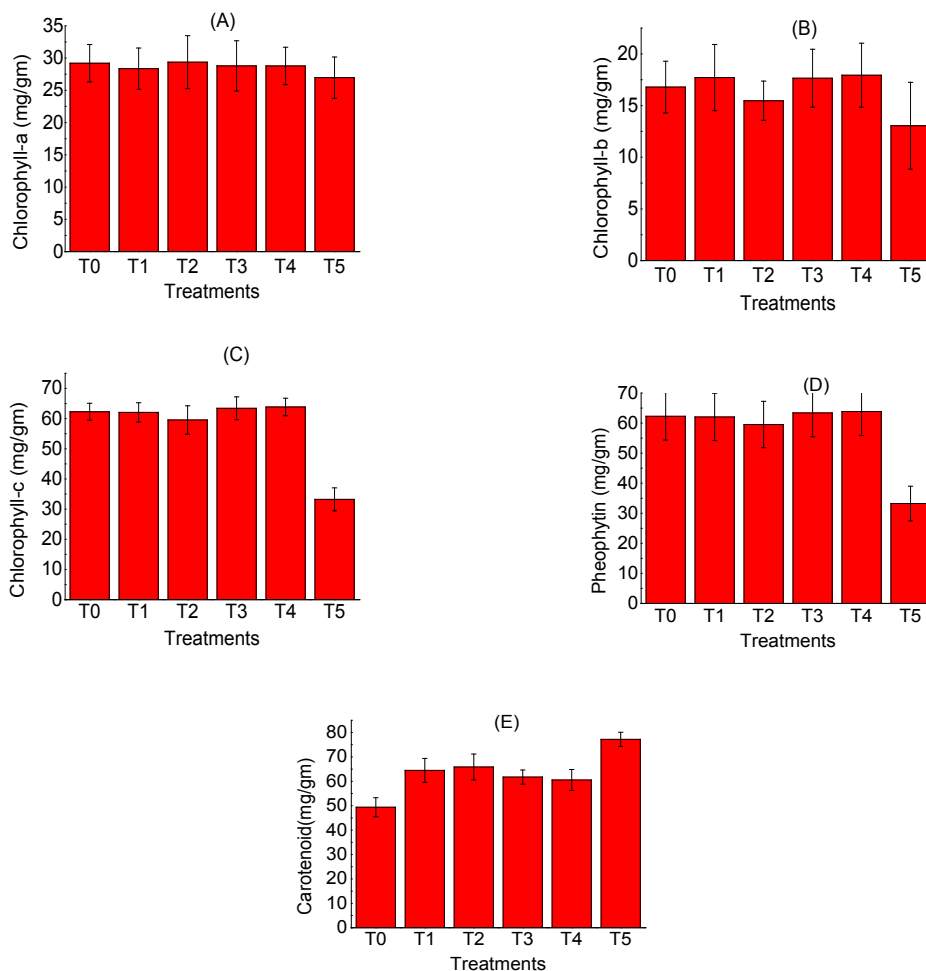 (A)
Chlorophyll-a (mg/gm)
35
30
25
20
15
10
5
0
T0 T1 T2 T3 T4 T5
Treatments
(B)
Chlorophyll-b (mg/gm)
20
15
10
5
0
T0 T1 T2 T3 T4 T5
Treatments
(C)
Chlorophyll-c (mg/gm)
70
60
50
40
30
20
10
0
T0 T1 T2 T3 T4 T5
Treatments
(D)
Pheophytin (mg/gm)
70
60
50
40
30
20
10
0
T0 T1 T2 T3 T4 T5
Treatments
(E)
Carotenoid(mg/gm)
80
70
60
50
40
30
20
10
0
T0 T1 T2 T3 T4 T5
Treatments